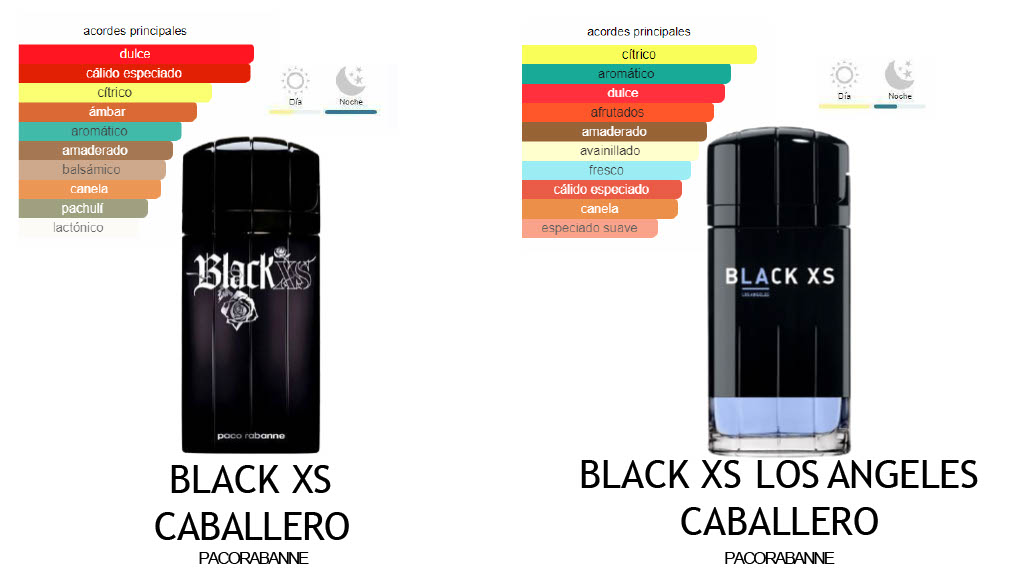 acordes principales
dulce
cálido especiado
cítrico
ámbar
aromático
amaderado
balsámico
canela
pachulí
lactónico
Día
Noche
Black xs
paco rabanne
BLACK XS
CABALLERO
PACORABANNE
acordes principales
cítrico
aromático
dulce
afrutados
amaderado
avainillado
fresco
cálido especiado
canela
especiado suave
Día
Noche
BLACK XS
LOS ANGELES
BLACK XS LOS ANGELES
CABALLERO
PACORABANNE